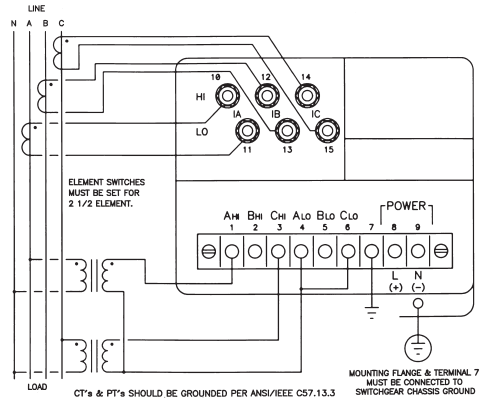 LINE
N A B C
10 12 14
HI
IA IB IC
LO
11 13 15
ELEMENT SWITCHES
MUST BE SET FOR
2 1/2 ELEMENT.
POWER
AHI BHI CHI ALO BLO CLO
1 2 3 4 5 6 7 8 9
L N
(+) (-)
LOAD
MOUNTING FLANGE & TERMINAL 7
MUST BE CONNECTED TO
SWITCHGEAR CHASSIS GROUND
CT's & PT's SHOULD BE GROUNDED PER ANSI/IEEE C57.13.3